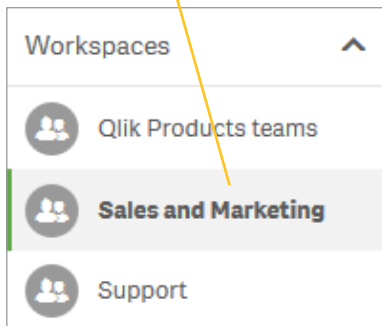 Workspaces
Qlik Products teams
Sales and Marketing
Support